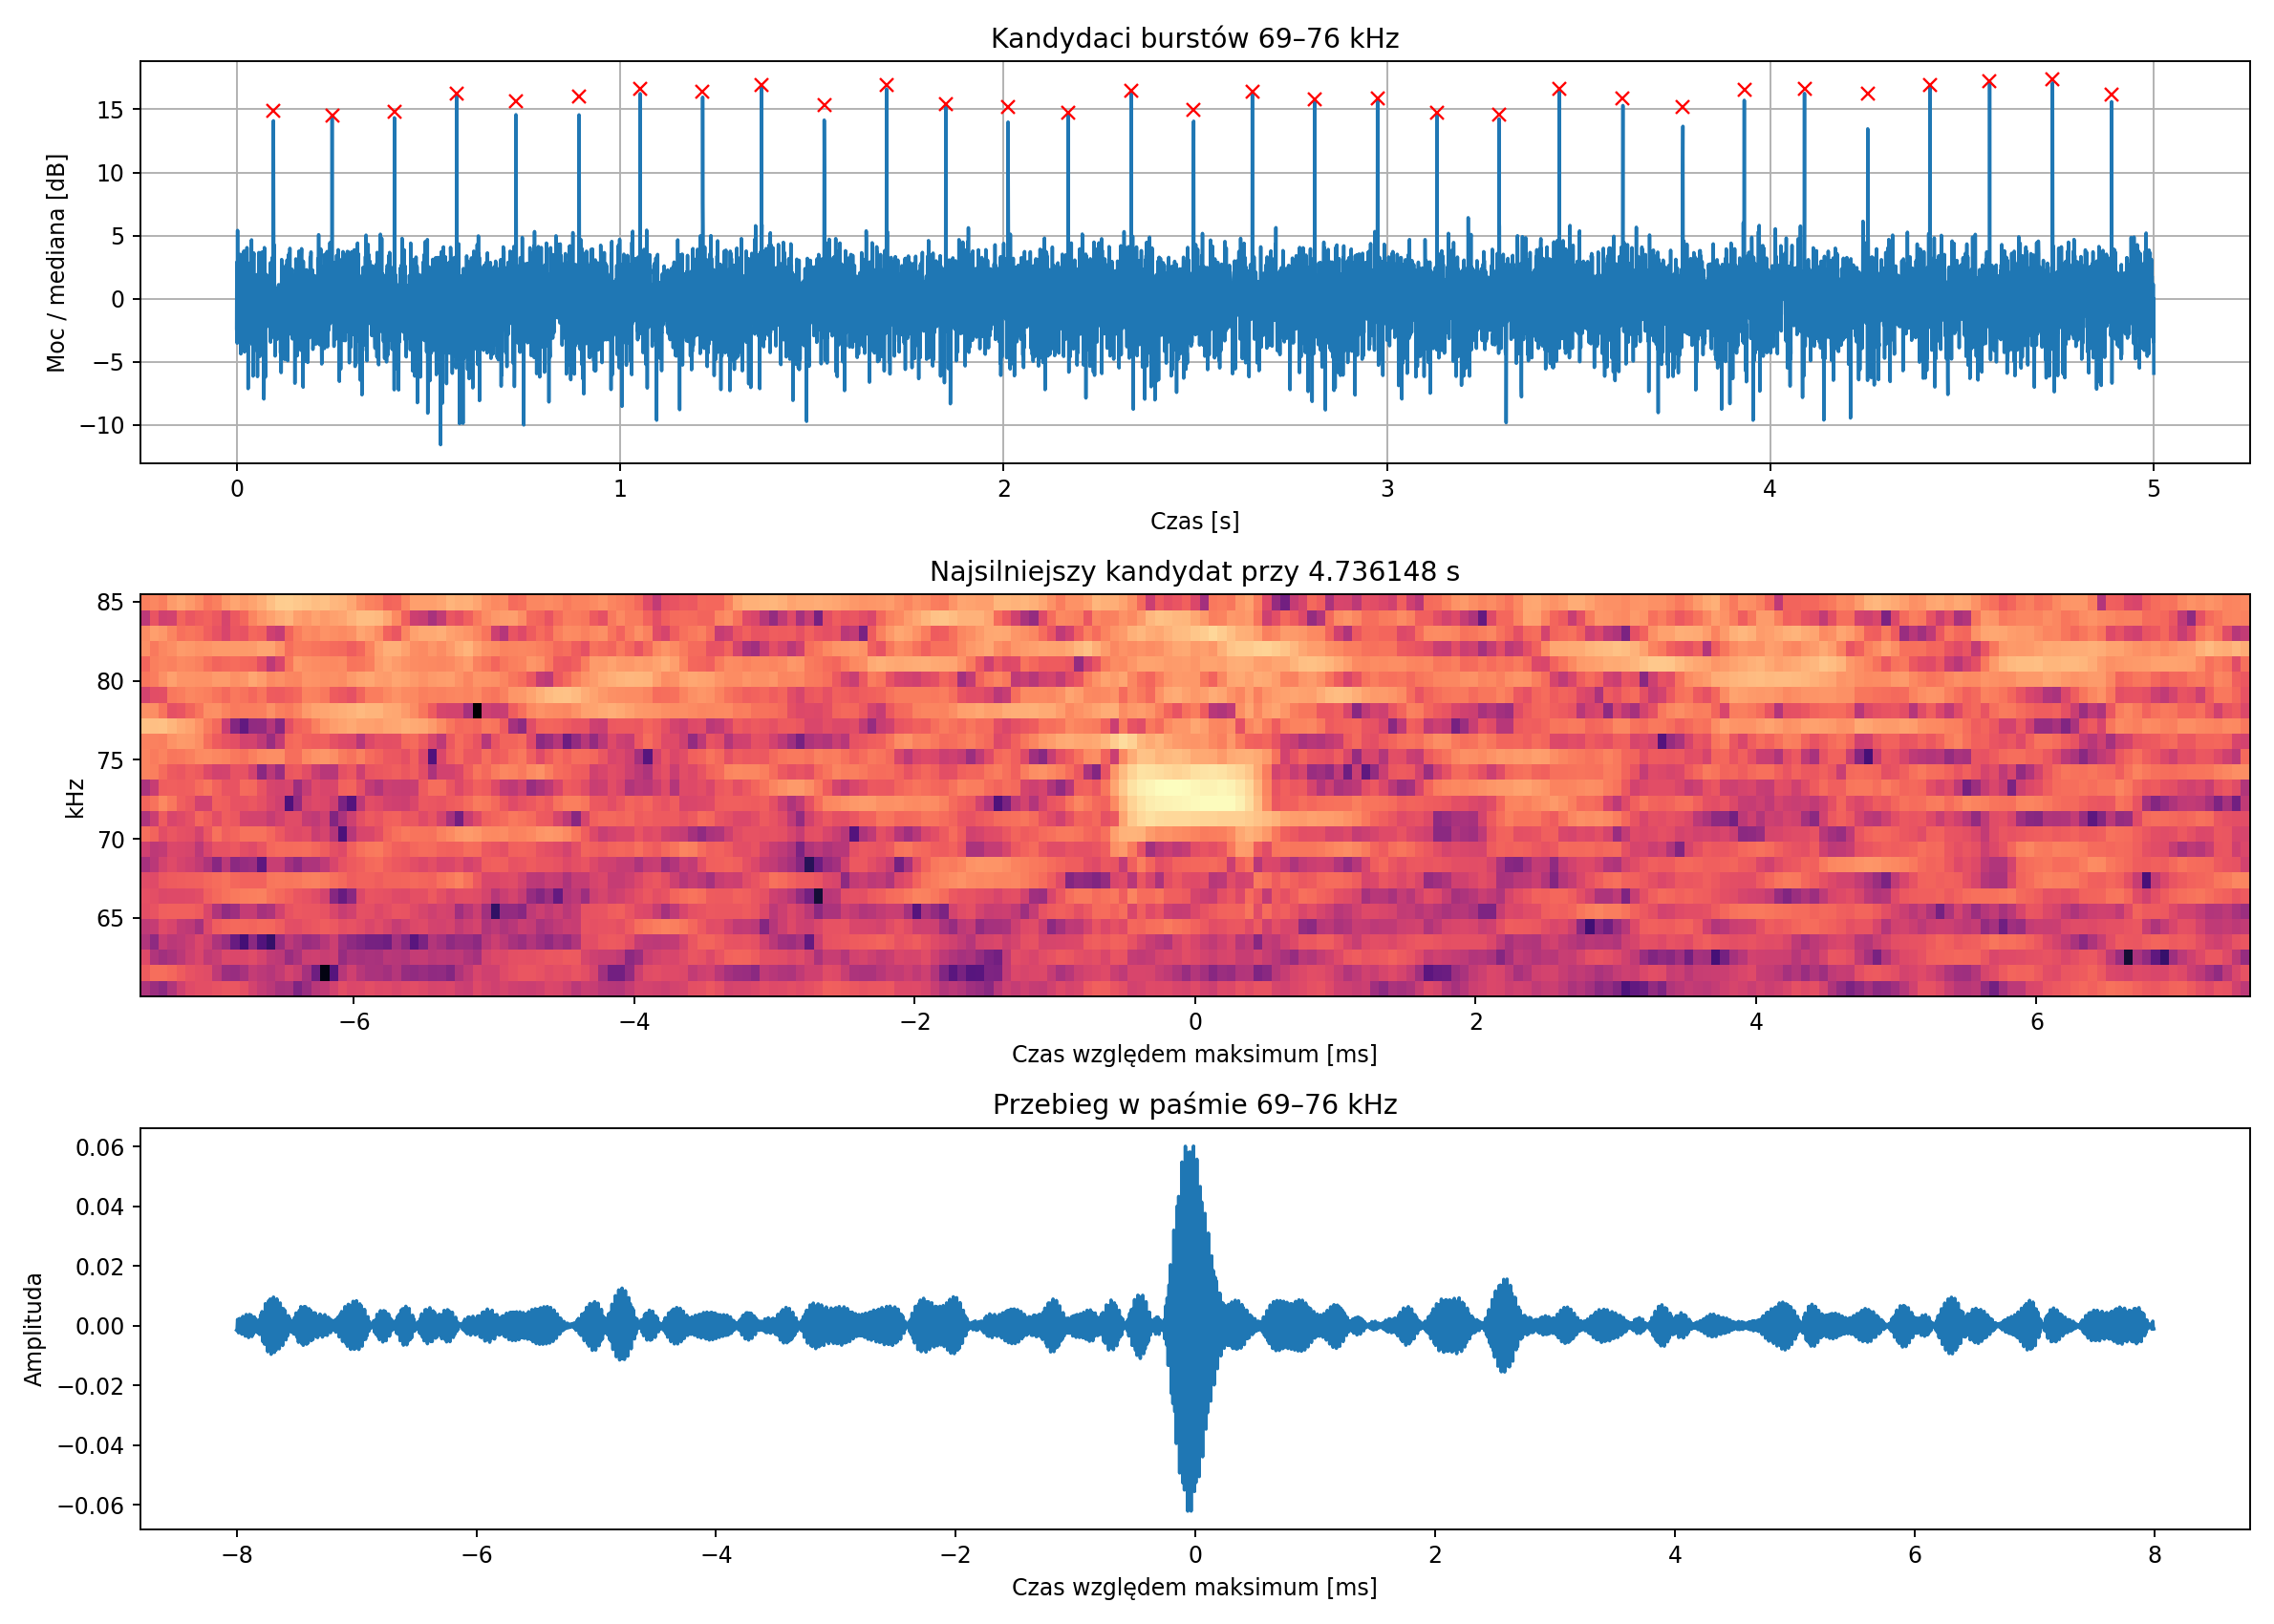 Kandydaci burstów 69–76 kHz
Moc / mediana [dB]
15
10
5
0
−5
−10
0 1 2 3 4 5
Czas [s]
Najsilniejszy kandydat przy 4.736148 s
kHz
85
80
75
70
65
−6 −4 −2 0 2 4 6
Czas względem maksimum [ms]
Przebieg w paśmie 69–76 kHz
Amplituda
0.06
0.04
0.02
0.00
−0.02
−0.04
−0.06
−8 −6 −4 −2 0 2 4 6 8
Czas względem maksimum [ms]